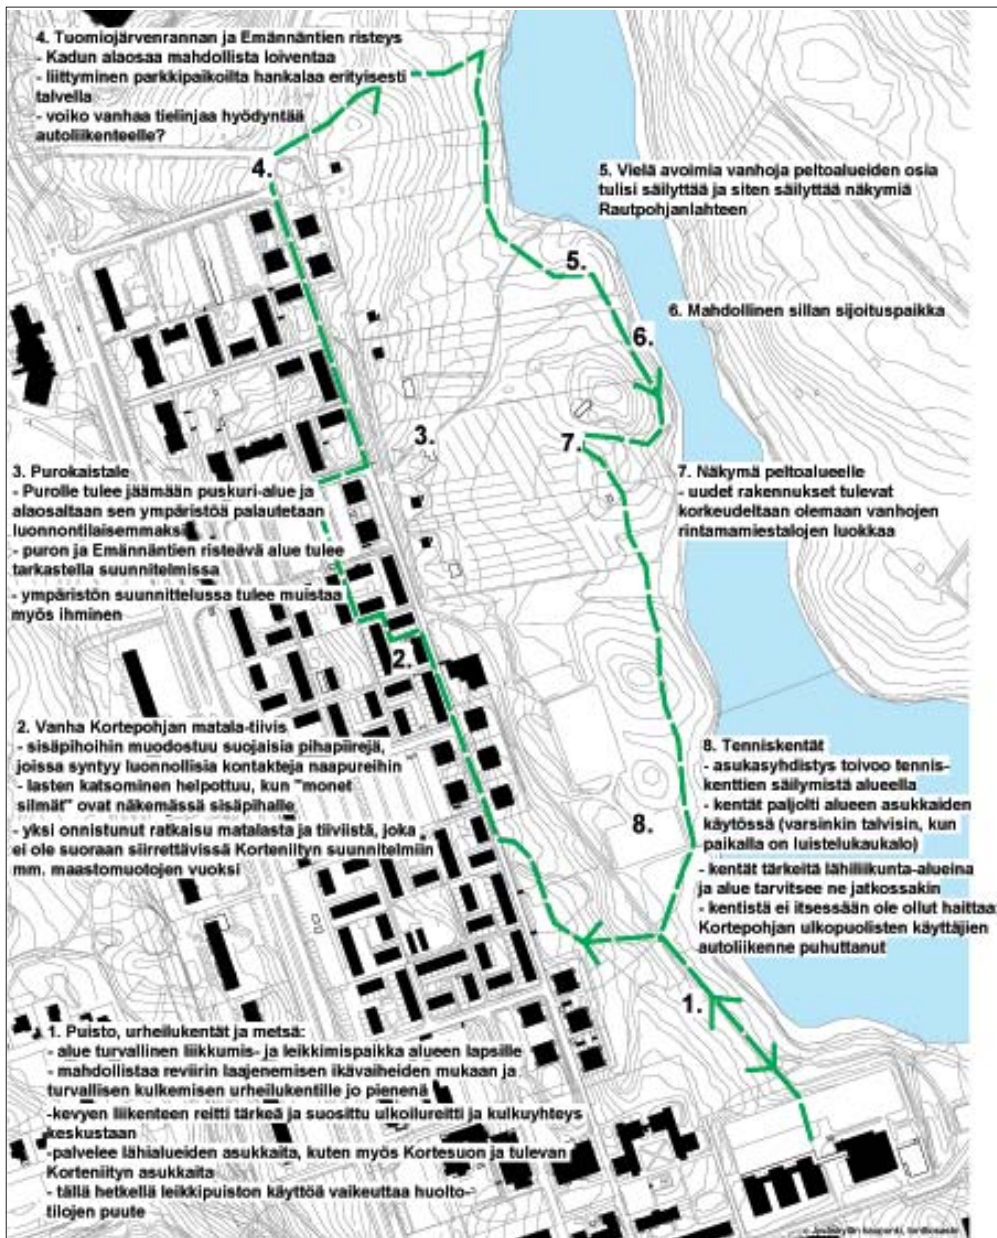 4. Tuomiojärvenrannan ja Emännäntien risteys
- Kadun alaosaa mahdollista loiventaa
- liittyminen parkkipaikoilta hankalaa erityisesti
talvella
- voiko vanhaa tielinjaa hyödyntää
autoliikenteelle?
4.
5. Vielä avoimia vanhoja peltoalueiden osia
tulisi säilyttää ja siten säilyttää näkymiä
Rautpohjanlahteen
5.
6. Mahdollinen sillan sijoituspaikka
6.
3.
7.
3. Purokaistale
- Purolle tulee jäämään puskuri-alue ja
alaosaltaan sen ympäristöä palautetaan
luonnontilaisemmaksi
- puron ja Emännäntien risteävä alue tulee
tarkastella suunnitelmissa
- ympäristön suunnittelussa tulee muistaa
myös ihminen
7. Näkymä peltoalueelle
- uudet rakennukset tulevat
korkeudeltaan olemaan vanhojen
rintamamiestalojen luokkaa
2.
2. Vanha Kortepohjan matala-tiivis
- sisäpihoihin muodostuu suojaisia pihapiirejä,
joissa syntyy luonnollisia kontakteja naapureihin
- lasten katsominen helpottuu, kun "monet
silmät" ovat näkemässä sisäpihalle
- yksi onnistunut ratkaisu matalasta ja tiiviistä, joka
ei ole suoraan siirrettävissä Korteniityn suunnitelmiin
mm. maastomuotojen vuoksi
8. Tenniskentät
- asukasyhdistys toivoo tennis-
kenttien säilymistä alueella
- kentät paljolti alueen asukkaiden
käytössä (varsinkin talvisin, kun
paikalla on luistelukaukalo)
- kentät tärkeitä lähiliikunta-alueina
ja alue tarvitsee ne jatkossakin
- kentistä ei itsessään ole ollut haittaa:
Kortepohjan ulkopuolisten käyttäjien
autoliikenne puhuttanut
8.
1.
1. Puisto, urheilukentät ja metsä:
- alue turvallinen liikkumis- ja leikkimispaikka alueen lapsille
- mahdollistaa reviirin laajenemisen ikävaiheiden mukaan ja
turvallisen kulkemisen urheilukentille jo pienenä
-kevyen liikenteen reitti tärkeä ja suosittu ulkoilureitti ja kulkuyhteys
keskustaan
-palvelee lähialueiden asukkaita, kuten myös Kortesuon ja tulevan
Korteniityn asukkaita
- tällä hetkellä leikkipuiston käyttöä vaikeuttaa huolto-
tilojen puute
© Jyväskylän kaupunki, tonttiosasto